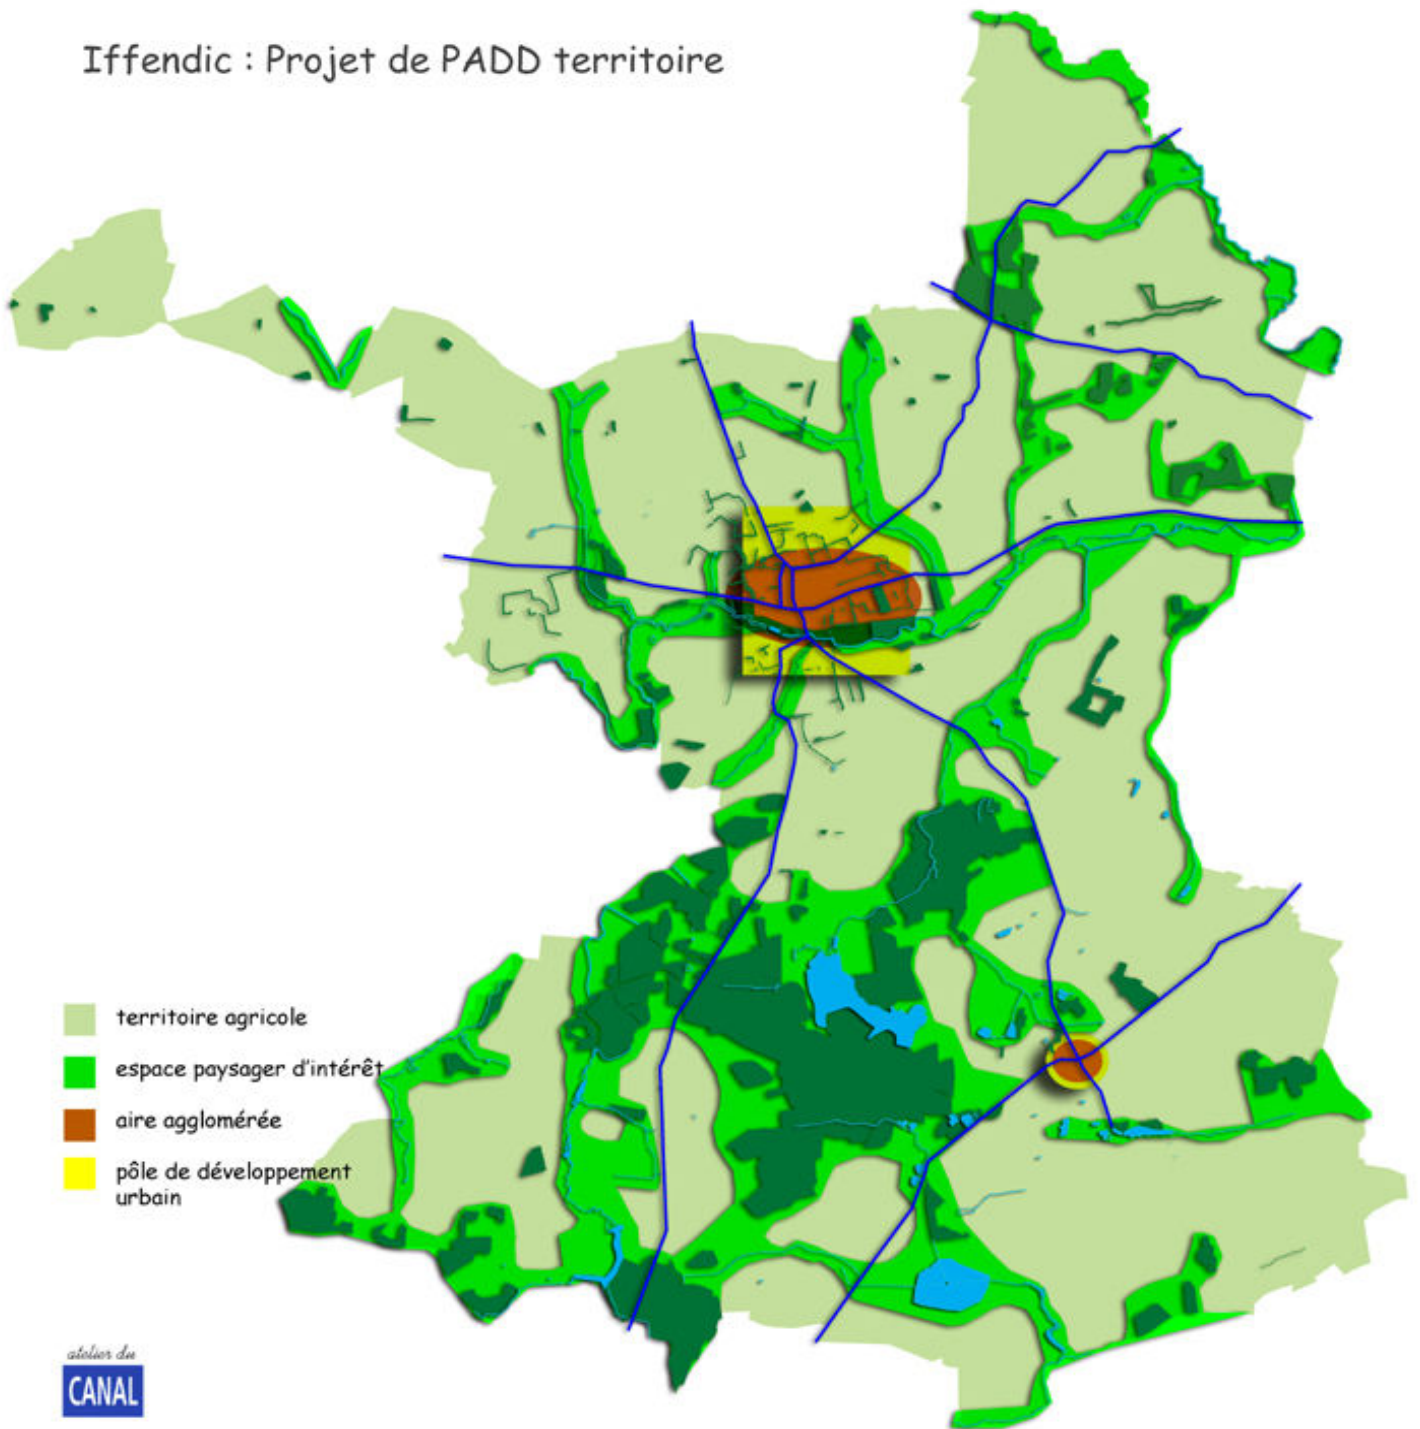 Iffendic : Projet de PADD territoire
territoire agricole
espace paysager d'intérêt
aire agglomérée
pôle de développement
urbain
atelier du
CANAL